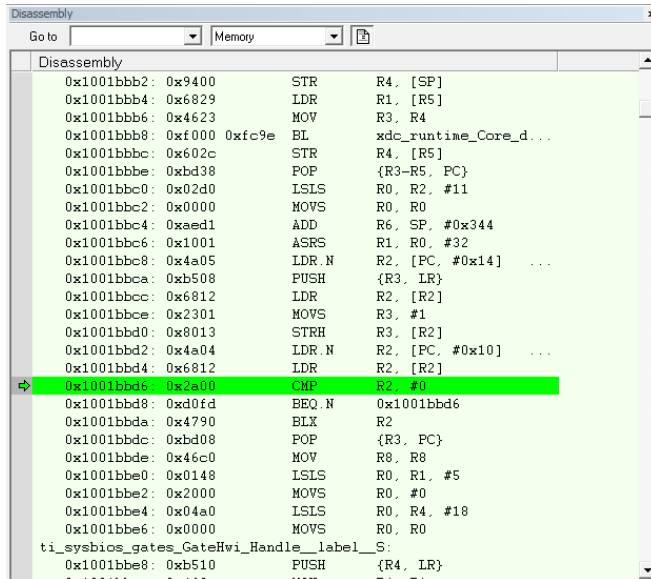 Disassembly
Go to Memory
Disassembly
0x1001bbb2: 0x9400 STR R4, [SP]
0x1001bbb4: 0x6829 LDR R1, [R5]
0x1001bbb6: 0x4623 MOV R3, R4
0x1001bbb8: 0xf000 0xfc9e BL xdc_runtime_Core_d...
0x1001bbbc: 0x602c STR R4, [R5]
0x1001bbbe: 0xbd38 POP {R3-R5, PC}
0x1001bbc0: 0x02d0 LSLS R0, R2, #11
0x1001bbc2: 0x0000 MOVS R0, R0
0x1001bbc4: 0xaed1 ADD R6, SP, #0x344
0x1001bbc6: 0x1001 ASRS R1, R0, #32
0x1001bbc8: 0x4a05 LDR.N R2, [PC, #0x14] ...
0x1001bbca: 0xb508 PUSH {R3, LR}
0x1001bbcc: 0x6812 LDR R2, [R2]
0x1001bbce: 0x2301 MOVS R3, #1
0x1001bbd0: 0x8013 STRH R3, [R2]
0x1001bbd2: 0x4a04 LDR.N R2, [PC, #0x10] ...
0x1001bbd4: 0x6812 LDR R2, [R2]
0x1001bbd6: 0x2a00 CMP R2, #0
0x1001bbd8: 0xd0fd BEQ.N 0x1001bbd6
0x1001bbda: 0x4790 BLX R2
0x1001bbdc: 0xbd08 POP {R3, PC}
0x1001bbde: 0x46c0 MOV R8, R8
0x1001bbe0: 0x0148 LSLS R0, R1, #5
0x1001bbe2: 0x2000 MOVS R0, #0
0x1001bbe4: 0x04a0 LSLS R0, R4, #18
0x1001bbe6: 0x0000 MOVS R0, R0
ti_sysbios_gates_GateHwi_Handle__label__S:
0x1001bbe8: 0xb510 PUSH {R4, LR}